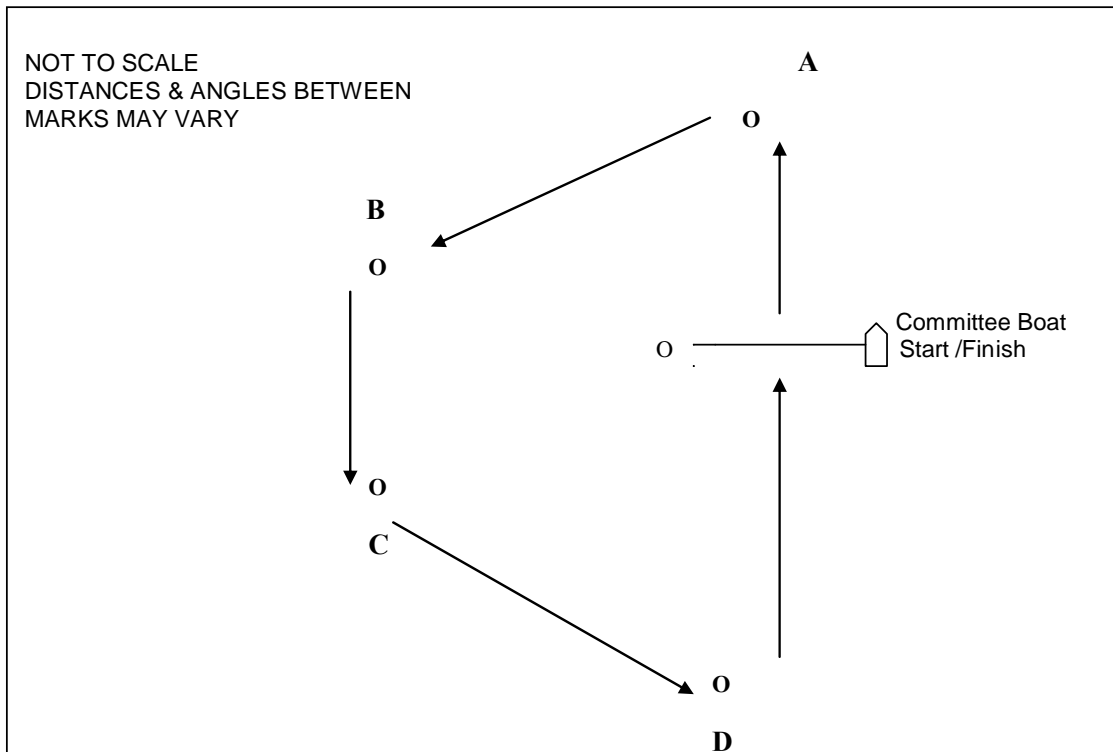 NOT TO SCALE
DISTANCES & ANGLES BETWEEN
MARKS MAY VARY
A
O
B
O
Committee Boat
O
Start /Finish
O
C
O
D